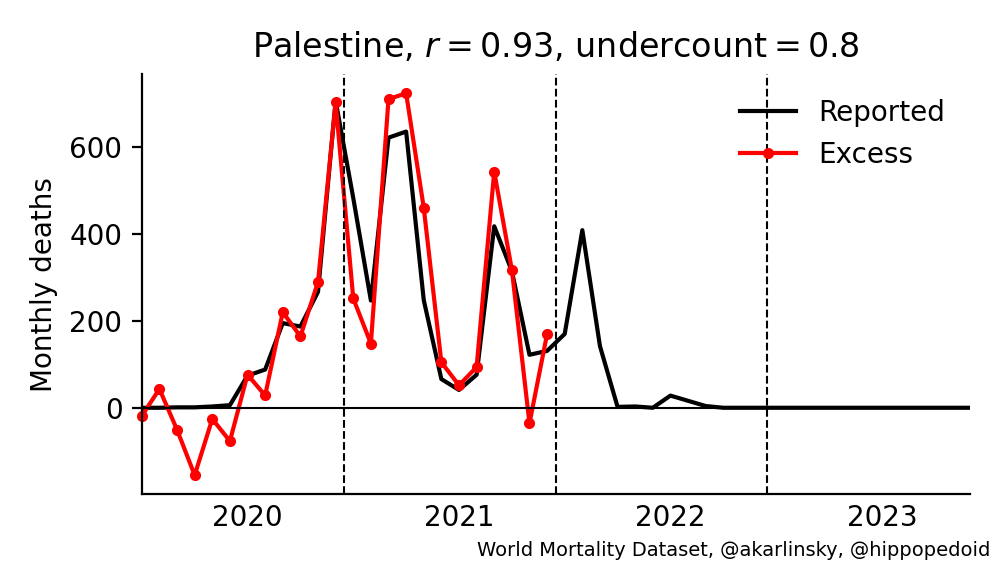 Palestine, r = 0.93, undercount = 0.8
Monthly deaths
600
400
200
0
Reported
Excess
2020 2021 2022 2023
World Mortality Dataset, @akarlinsky, @hippopedoid